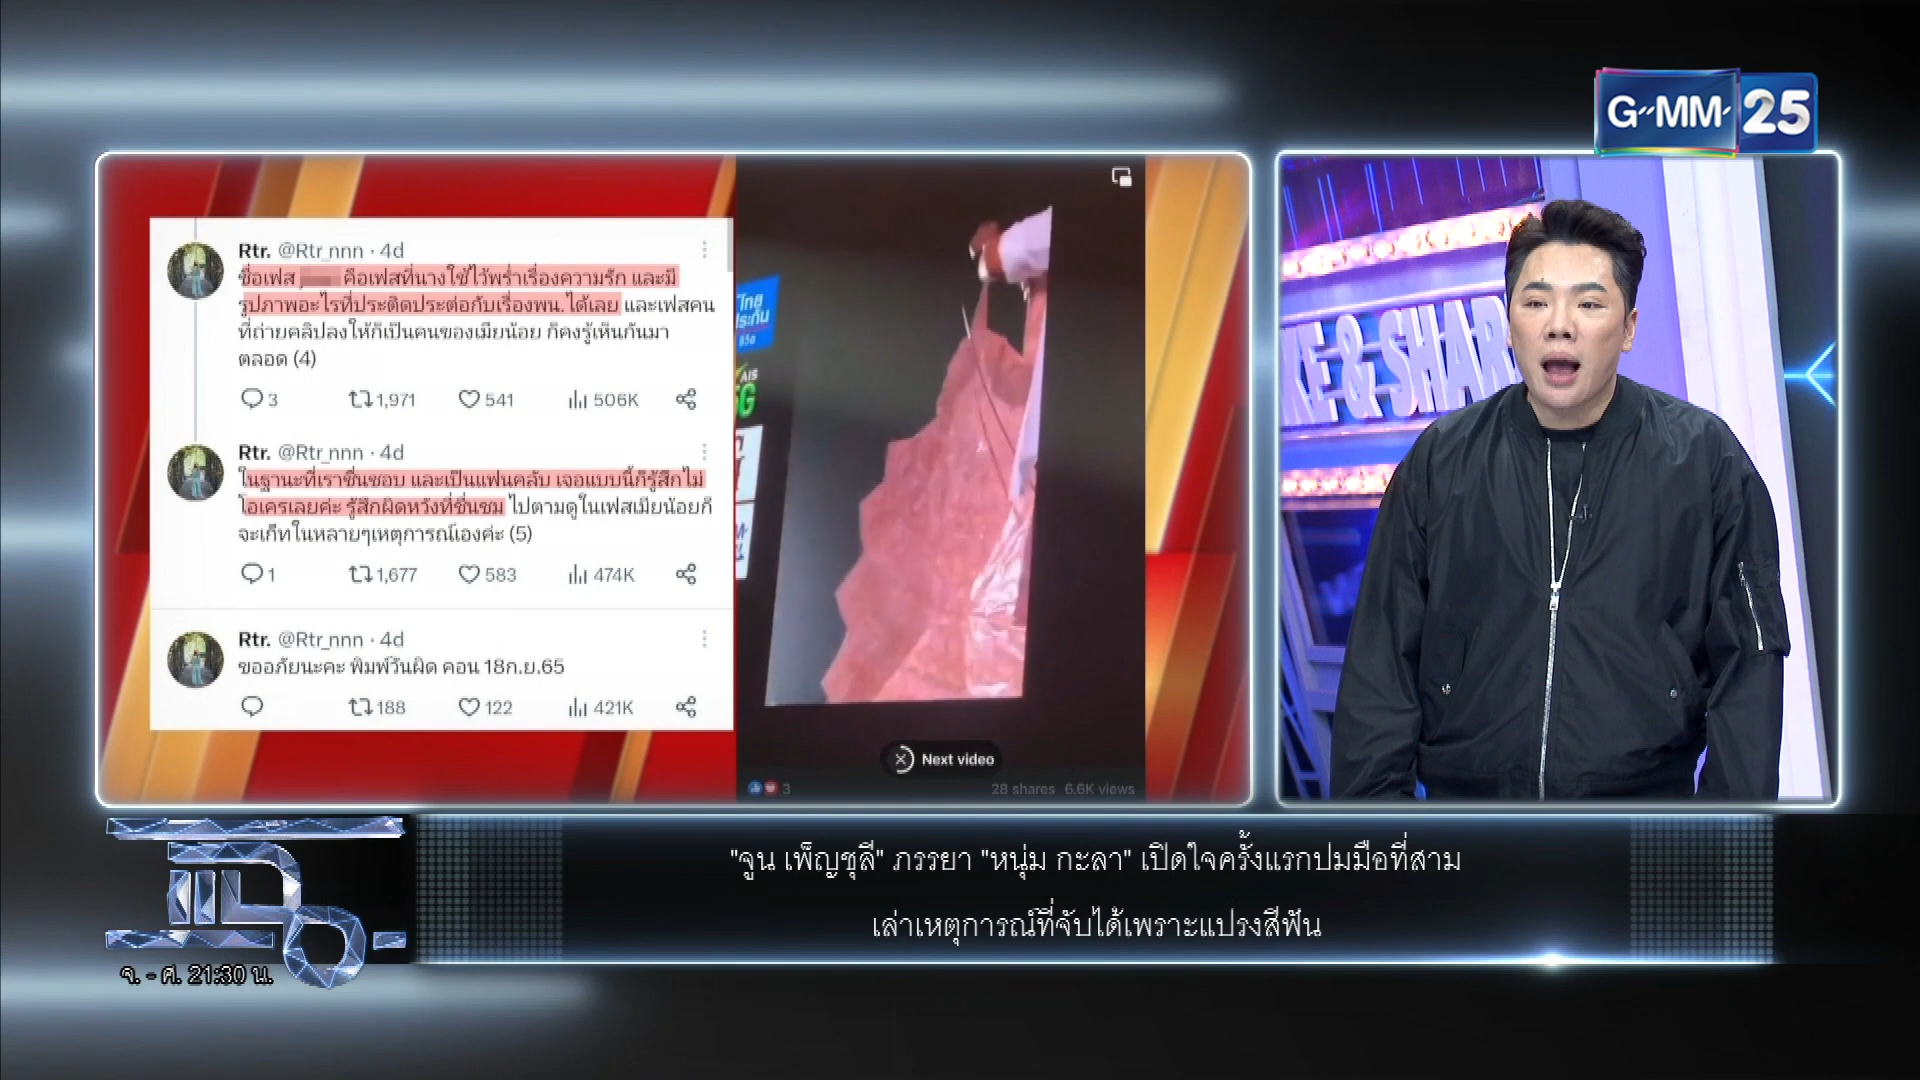 G"MM' 25
Rtr. @Rtr_nnn · 4d
ชื่อเฟส คือเฟสที่นางใช้ไว้พร่ำเรื่องความรัก และมี
รูปภาพอะไรที่ประติดประต่อกับเรื่องพน. ได้เลย และเฟสคน
ที่ถ่ายคลิปลงให้ก็เป็นคนของเมียน้อย ก็คงรู้เห็นกันมา
ตลอด (4)
3 1,971 541 506K
Rtr. @Rtr_nnn · 4d
ในฐานะที่เราชื่นชอบ และเป็นแฟนคลับ เจอแบบนี้ก็รู้สึกไม่
โอเครเลยค่ะ รู้สึกผิดหวังที่ชื่นชม ไปตามดูในเฟสเมียน้อยก็
จะเก็ทในหลายๆเหตุการณ์เองค่ะ (5)
1 1,677 583 474K
Rtr. @Rtr_nnn · 4d
ขออภัยนะคะ พิมพ์วันผิด คอน 18ก.ย.65
188 122 421K
ไทย
ประกัน
AIS
5G
Next video
3 28 shares 6.6K views
KE & SHAR
แฉ
จ. - ศ. 21:30 น.
"จูน เพ็ญชุลี" ภรรยา "หนุ่ม กะลา" เปิดใจครั้งแรกปมมือที่สาม
เล่าเหตุการณ์ที่จับได้เพราะแปรงสีฟัน